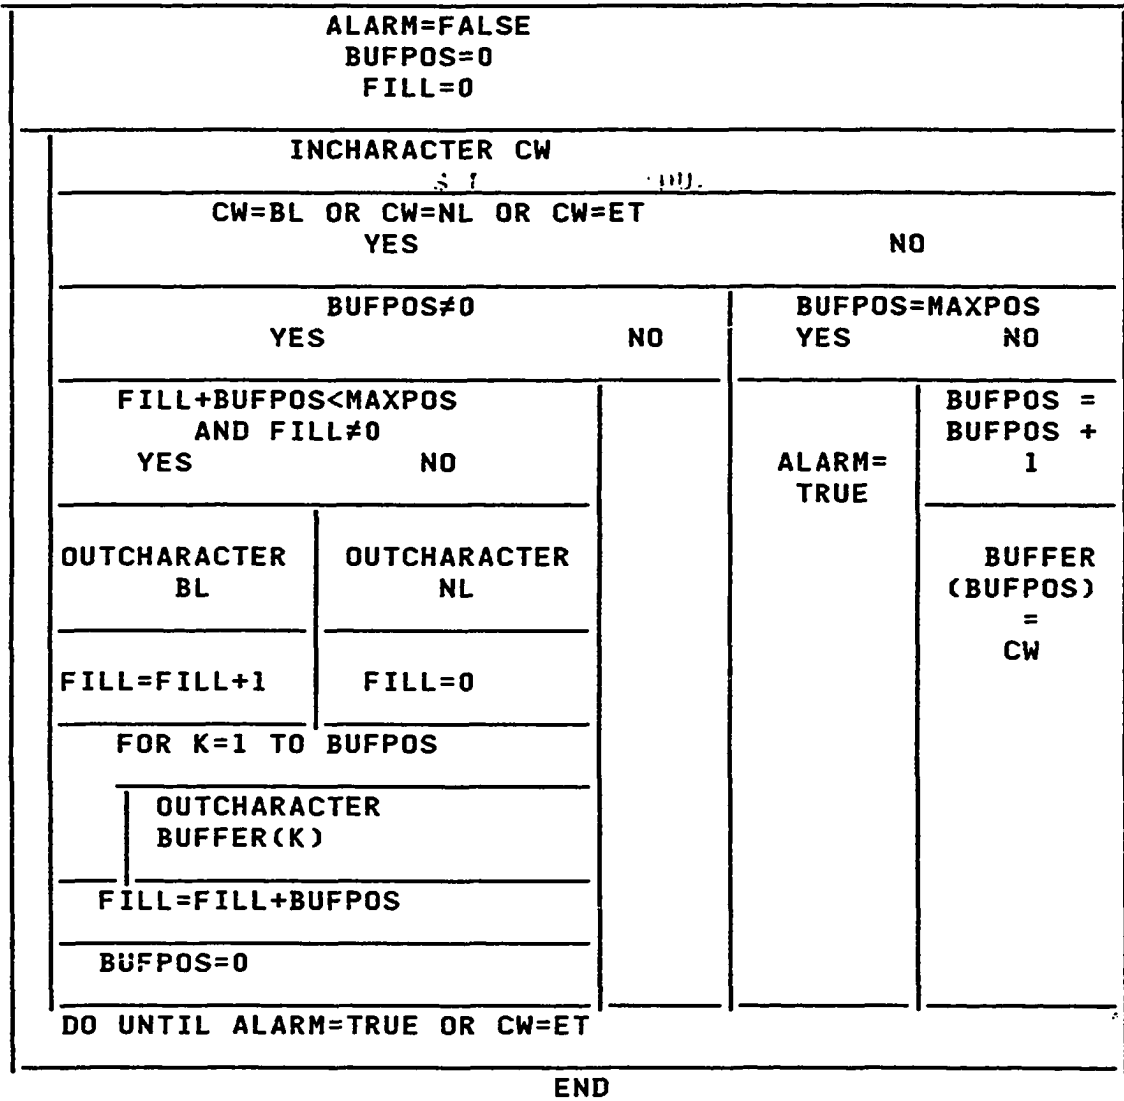 ALARM=FALSE
BUFPOS=0
FILL=0
INCHARACTER CW
CW=BL OR CW=NL OR CW=ET
YES NO
BUFPOS≠0
YES NO
BUFPOS=MAXPOS
YES NO
FILL+BUFPOS<MAXPOS
AND FILL≠0
YES NO
OUTCHARACTER
BL
FILL=FILL+1
OUTCHARACTER
NL
FILL=0
FOR K=1 TO BUFPOS
OUTCHARACTER
BUFFER(K)
FILL=FILL+BUFPOS
BUFPOS=0
ALARM=
TRUE
BUFPOS =
BUFPOS +
1
BUFFER
(BUFPOS)
=
CW
DO UNTIL ALARM=TRUE OR CW=ET
END